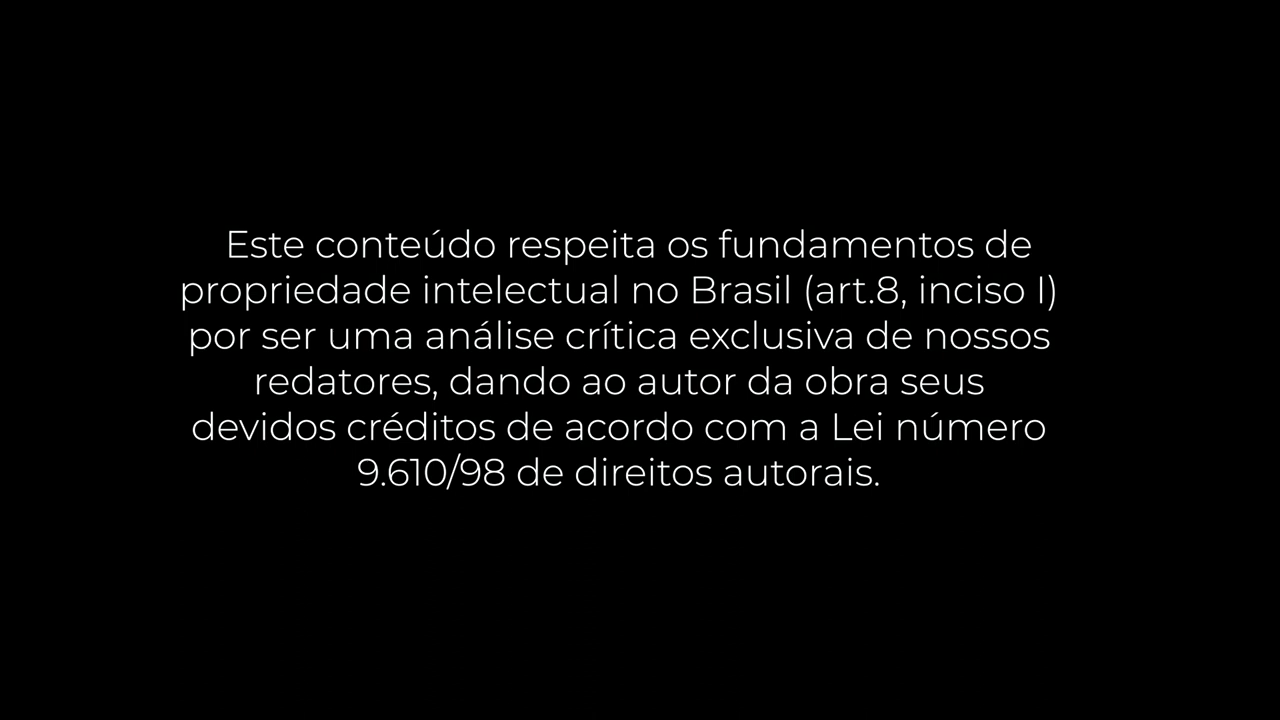 Este conteúdo respeita os fundamentos de
propriedade intelectual no Brasil (art.8, inciso I)
por ser uma análise crítica exclusiva de nossos
redatores, dando ao autor da obra seus
devidos créditos de acordo com a Lei número
9.610/98 de direitos autorais.